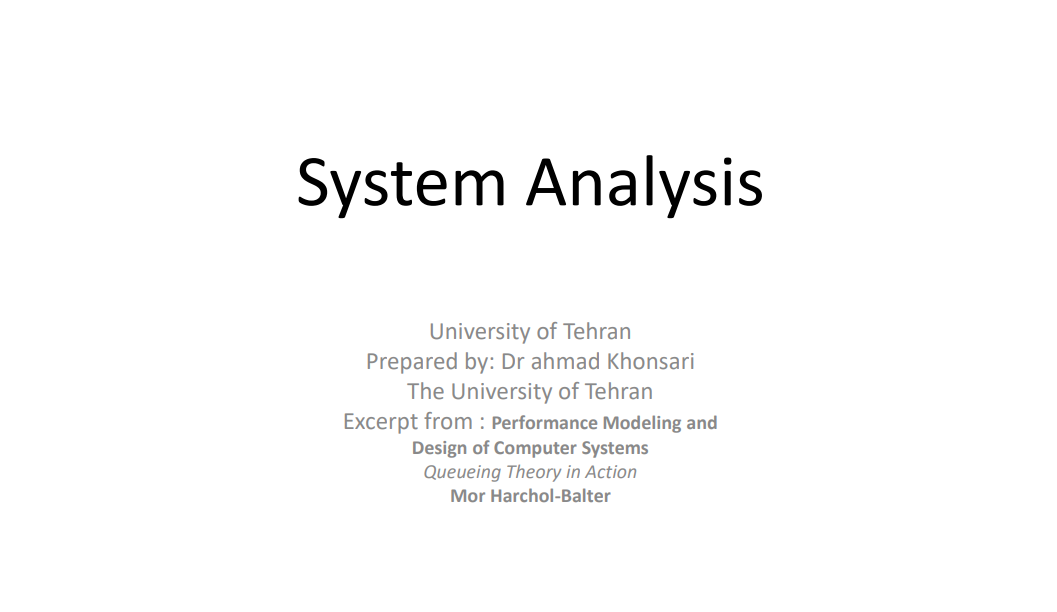 System Analysis
University of Tehran
Prepared by: Dr ahmad Khonsari
The University of Tehran
Excerpt from : Performance Modeling and
Design of Computer Systems
Queueing Theory in Action
Mor Harchol-Balter